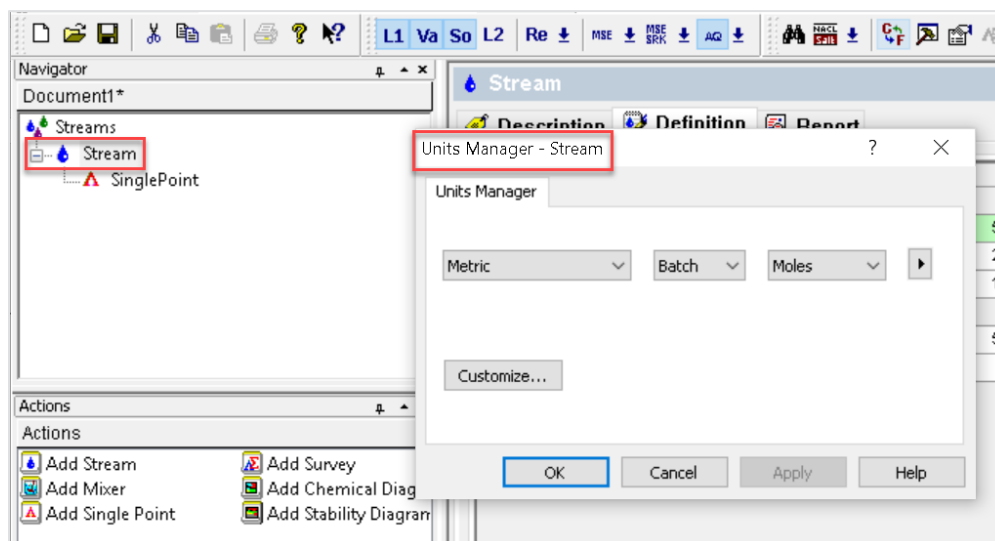 L1 Va So L2 Re MSE MSE SRK AQ NACL Salt C F
Navigator
Document1*
Streams
Stream
SinglePoint
Stream
Description Definition Report
Units Manager - Stream
?
Units Manager
Metric Batch Moles
Customize...
OK Cancel Apply Help
Actions
Actions
Add Stream Add Survey
Add Mixer Add Chemical Diag
Add Single Point Add Stability Diagram